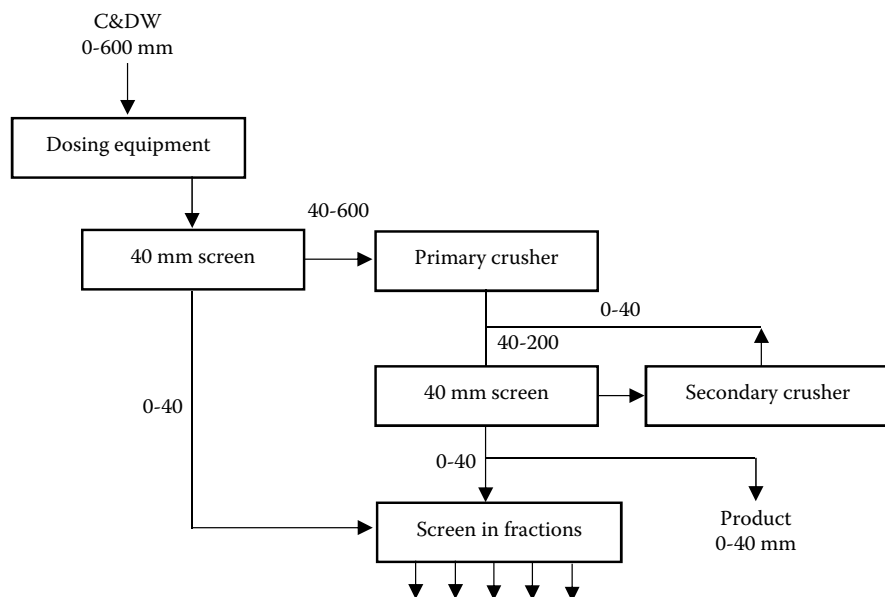 C&DW
0-600 mm
Dosing equipment
40-600
40 mm screen
Primary crusher
0-40
40-200
40 mm screen
Secondary crusher
0-40
0-40
Screen in fractions
Product
0-40 mm